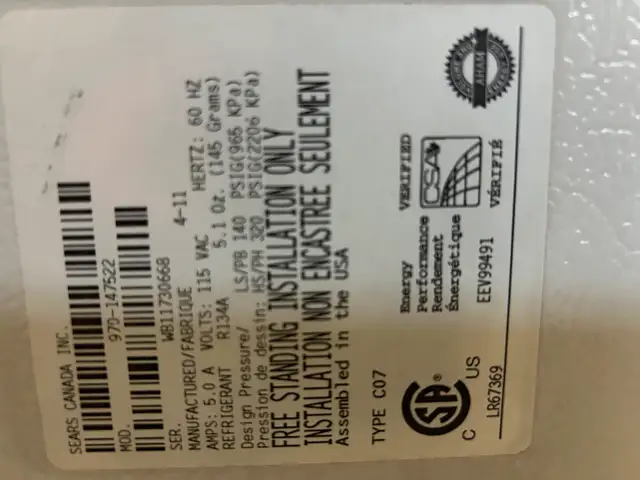 SEARS CANADA INC.
970-147522
MOD.
WB11730668
SER.
MANUFACTURED/FABRIQUE 4-11
AMPS: 5.0 A VOLTS: 115 VAC HERTZ: 60 HZ
REFRIGERANT R134A 5.1 Oz. (145 Grams)
Design Pressure/ LS/PB 140 PSIG(965 KPa)
Pression de dessin: HS/PH 320 PSIG(2206 KPa)
FREE STANDING INSTALLATION ONLY
INSTALLATION NON ENCASTREE SEULEMENT
Assembled in the USA
TYPE C07
Energy
Performance
Rendement
Énergétique
EEV99491
VERIFIED
CSA
VÉRIFIÉ
AHAM
C SA ® US
LR67369